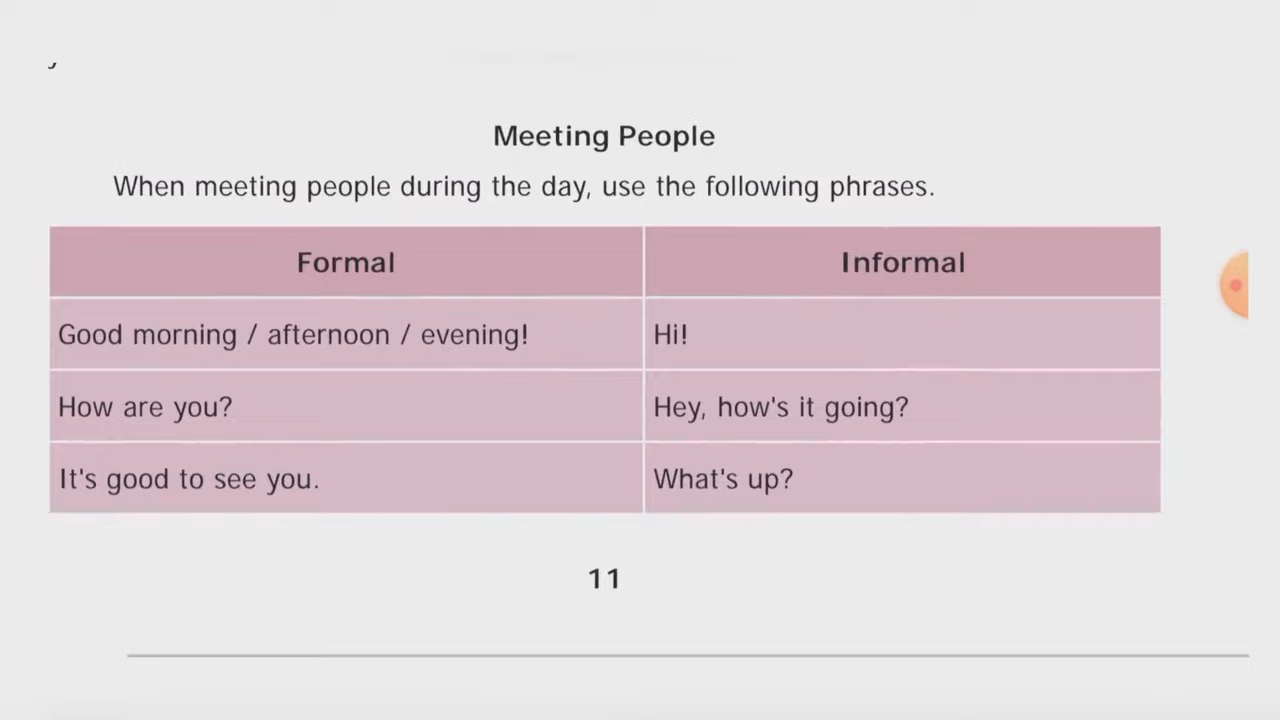 Meeting People
When meeting people during the day, use the following phrases.
Formal Informal
Good morning / afternoon / evening! Hi!
How are you? Hey, how's it going?
It's good to see you. What's up?
11